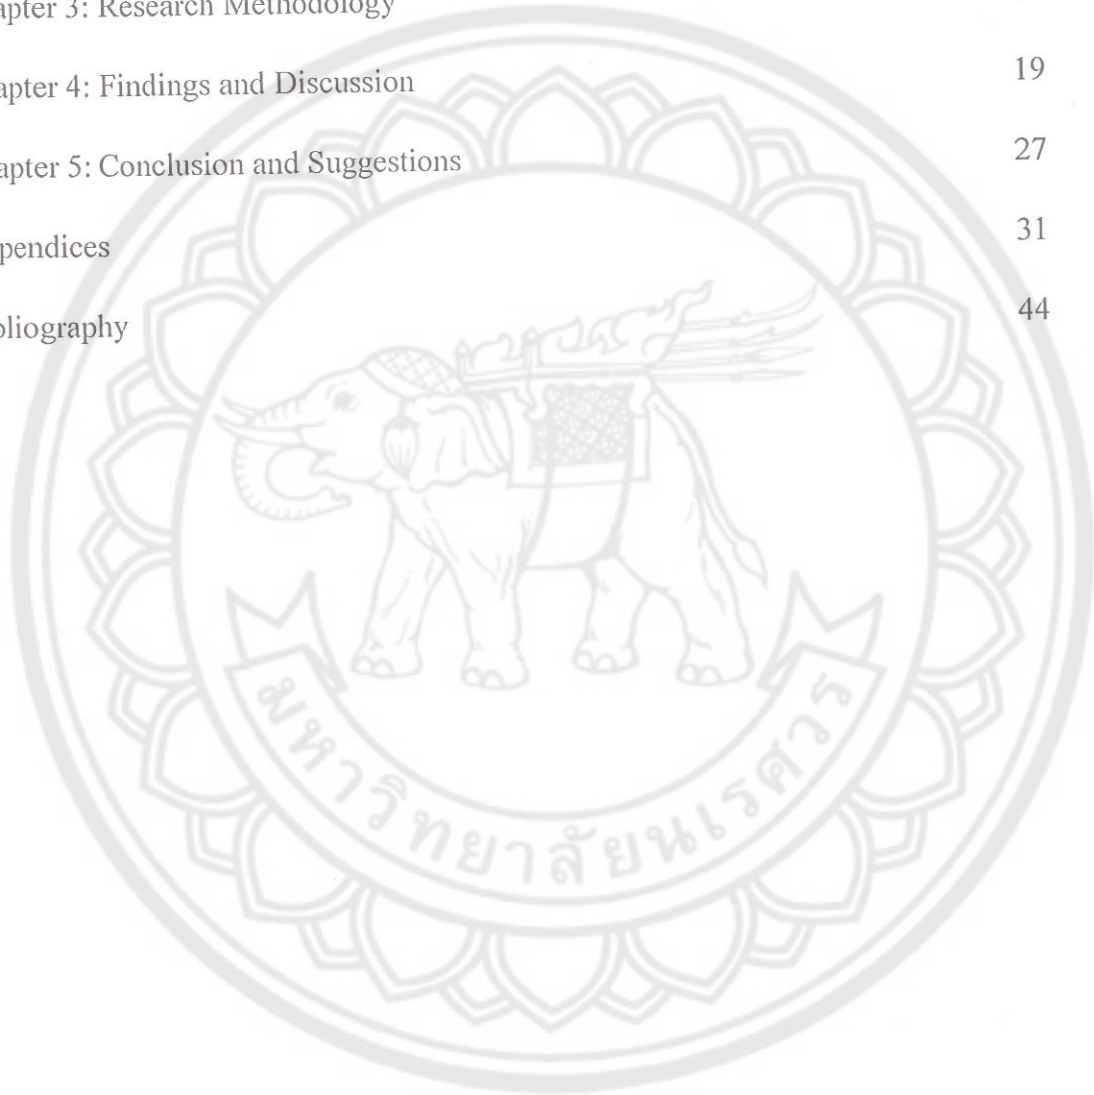 apter 3: Research Methodology
apter 4: Findings and Discussion 19
apter 5: Conclusion and Suggestions 27
pendices 31
bliography 44
มหาวิทยาลัยนเรศวร